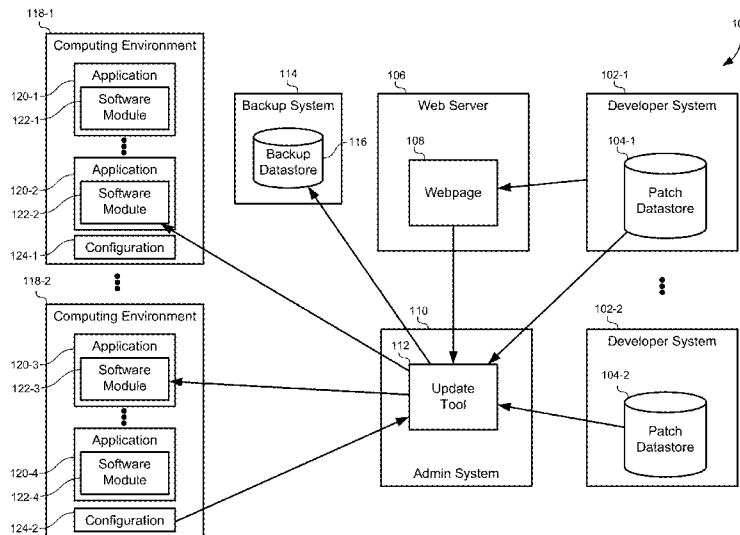 118-1
Computing Environment
Application
120-1
Software
Module
122-1
Application
120-2
Software
Module
122-2
Configuration
124-1
118-2
Computing Environment
Application
120-3
Software
Module
122-3
Application
120-4
Software
Module
122-4
Configuration
124-2
114
Backup System
Backup
Datastore
116
106
Web Server
108
Webpage
110
112
Update
Tool
Admin System
102-1
Developer System
104-1
Patch
Datastore
102-2
Developer System
104-2
Patch
Datastore